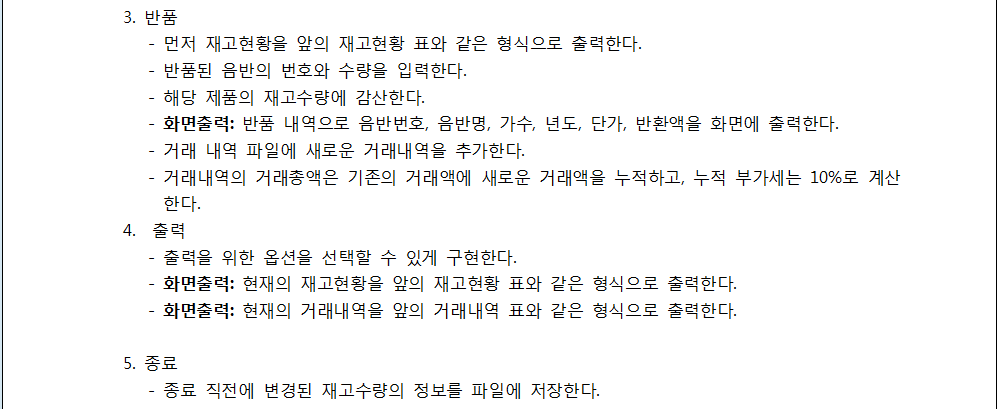 3. 반품
- 먼저 재고현황을 앞의 재고현황 표와 같은 형식으로 출력한다.
- 반품된 음반의 번호와 수량을 입력한다.
- 해당 제품의 재고수량에 감산한다.
- 화면출력: 반품 내역으로 음반번호, 음반명, 가수, 년도, 단가, 반환액을 화면에 출력한다.
- 거래 내역 파일에 새로운 거래내역을 추가한다.
- 거래내역의 거래총액은 기존의 거래액에 새로운 거래액을 누적하고, 누적 부가세는 10%로 계산
한다.
4. 출력
- 출력을 위한 옵션을 선택할 수 있게 구현한다.
- 화면출력: 현재의 재고현황을 앞의 재고현황 표와 같은 형식으로 출력한다.
- 화면출력: 현재의 거래내역을 앞의 거래내역 표와 같은 형식으로 출력한다.
5. 종료
- 종료 직전에 변경된 재고수량의 정보를 파일에 저장한다.